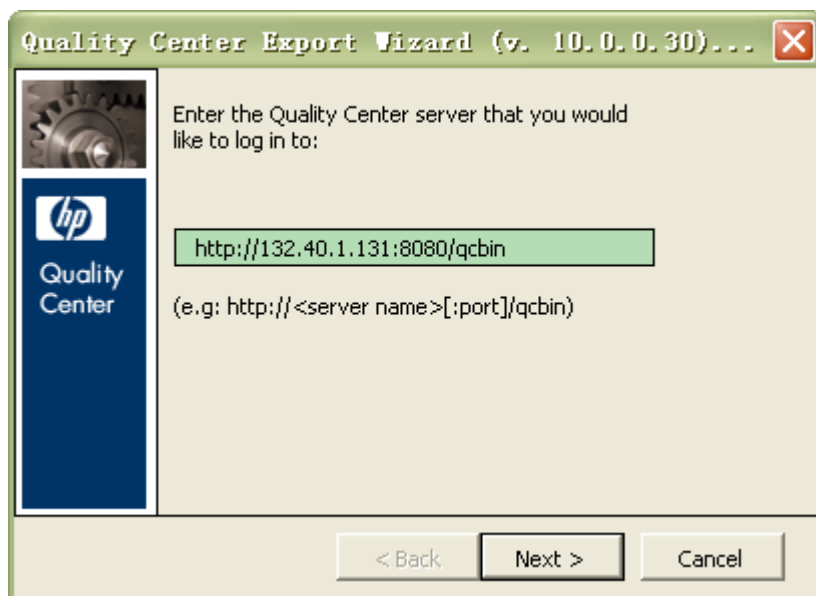 Quality Center Export Wizard (v. 10.0.0.30)...
Enter the Quality Center server that you would
like to log in to:
hp
Quality
Center
http://132.40.1.131:8080/qcbin
(e.g: http://<server name>[:port]/qcbin)
< Back
Next >
Cancel